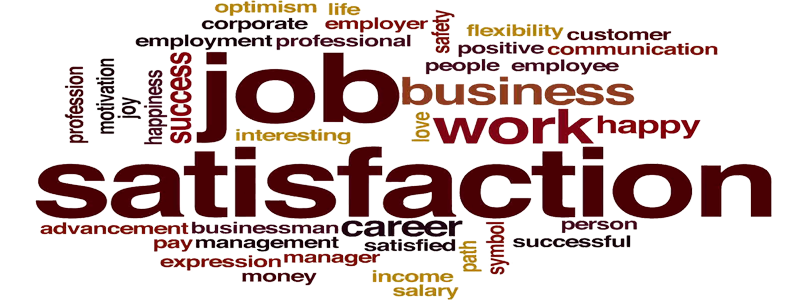 optimism life
corporate employer
employment professional
safety
flexibility customer
positive communication
people employee
profession
motivation
joy
happiness
success
job
business
interesting
love
work happy
satisfaction
advancement businessman career
person
pay management satisfied
path
symbol
successful
expression manager
money
income
salary